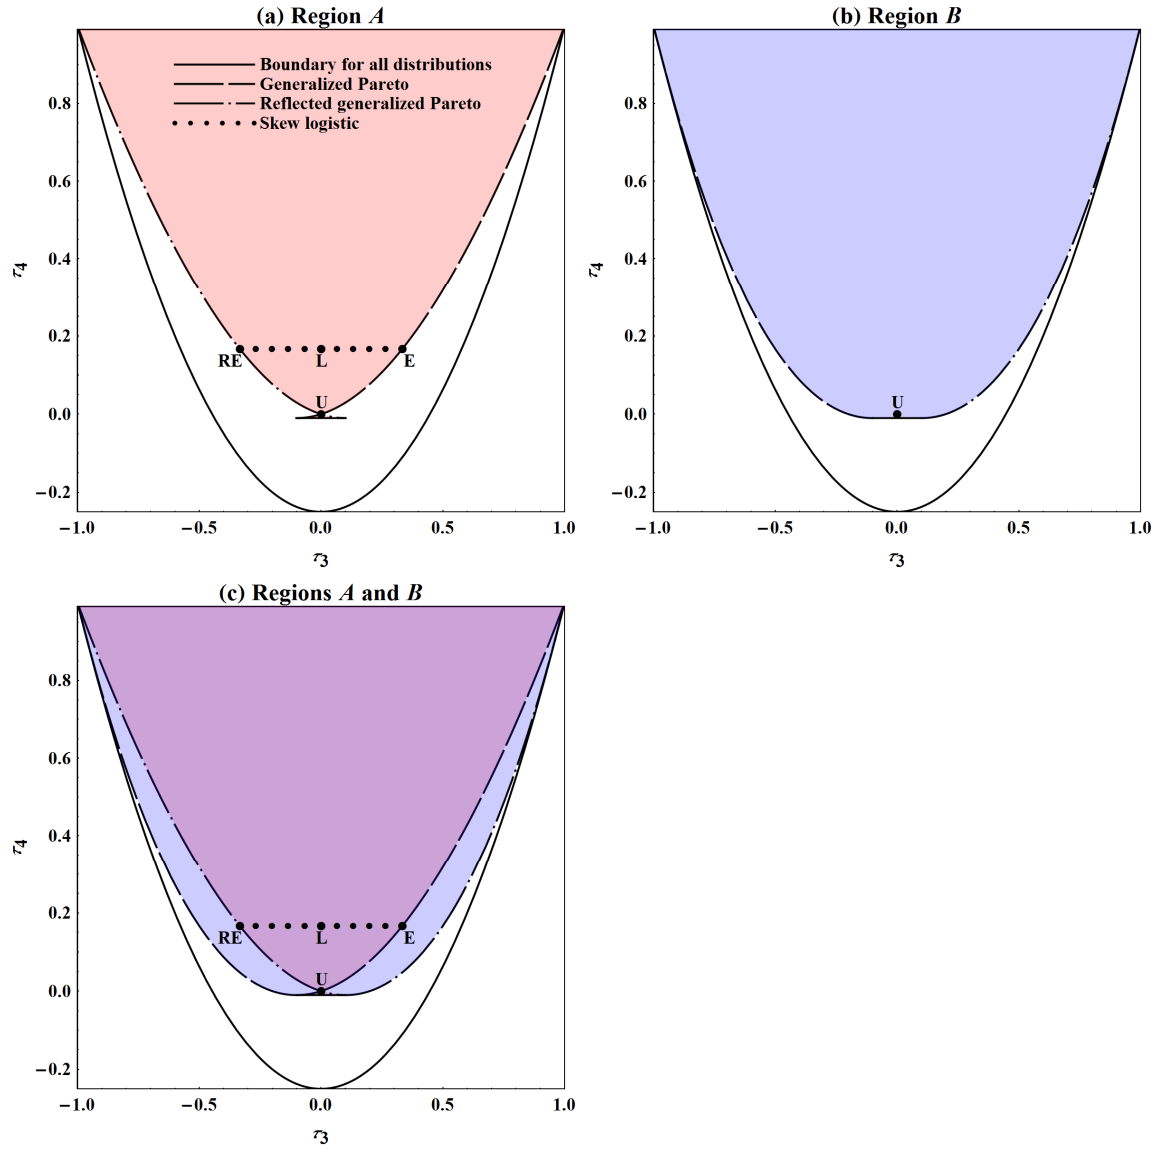 (a) Region A
Boundary for all distributions
Generalized Pareto
Reflected generalized Pareto
Skew logistic
0.8
0.6
0.4
0.2
0.0
−0.2
τ4
RE
L
E
U
−1.0
−0.5
0.0
0.5
1.0
τ3
(b) Region B
0.8
0.6
0.4
0.2
0.0
−0.2
τ4
U
−1.0
−0.5
0.0
0.5
1.0
τ3
(c) Regions A and B
0.8
0.6
0.4
0.2
0.0
−0.2
τ4
RE
L
E
U
−1.0
−0.5
0.0
0.5
1.0
τ3